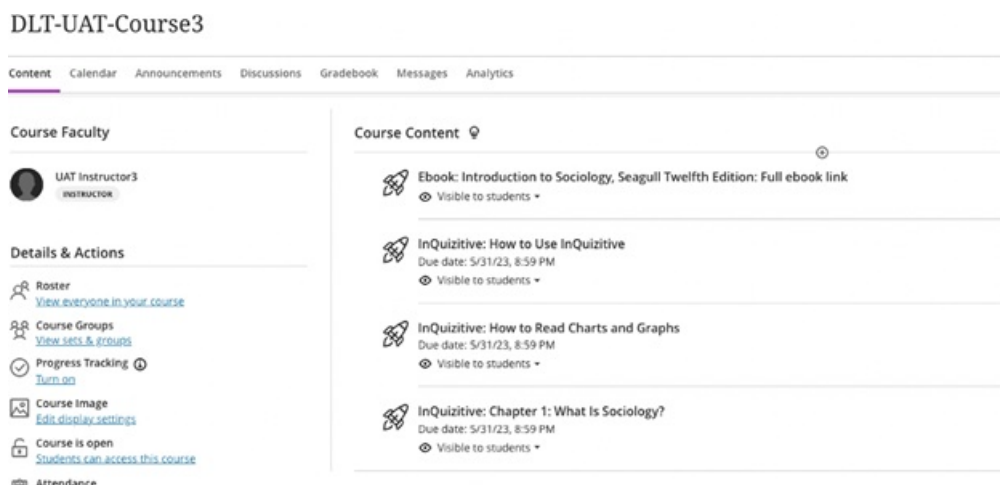 DLT-UAT-Course3
Content Calendar Announcements Discussions Gradebook Messages Analytics
Course Faculty
UAT Instructor3
INSTRUCTOR
Details & Actions
Roster
View everyone in your course
Course Groups
View sets & groups
Progress Tracking
Turn on
Course Image
Edit display settings
Course is open
Students can access this course
Attendance
Course Content
Ebook: Introduction to Sociology, Seagull Twelfth Edition: Full ebook link
Visible to students
InQuizitive: How to Use InQuizitive
Due date: 5/31/23, 8:59 PM
Visible to students
InQuizitive: How to Read Charts and Graphs
Due date: 5/31/23, 8:59 PM
Visible to students
InQuizitive: Chapter 1: What Is Sociology?
Due date: 5/31/23, 8:59 PM
Visible to students